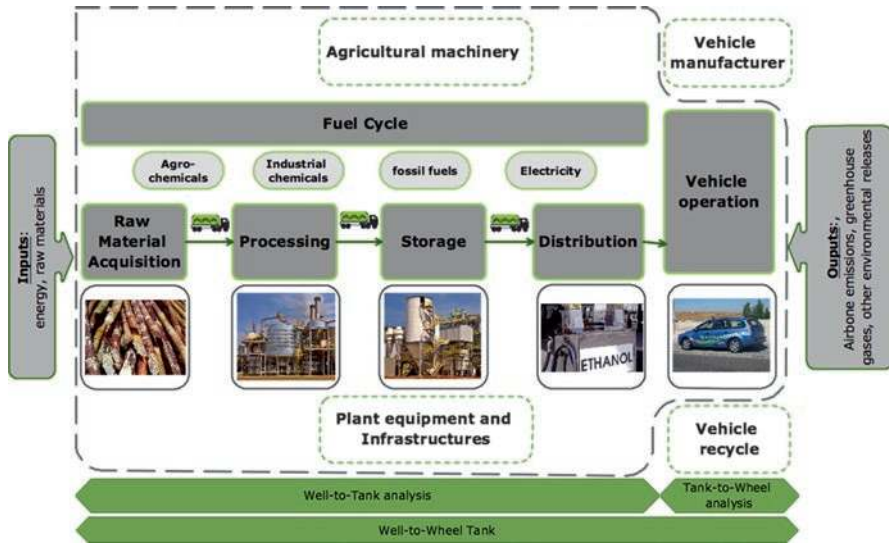 Agricultural machinery
Vehicle
manufacturer
Fuel Cycle
Agro-
chemicals
Industrial
chemicals
fossil fuels
Electricity
Vehicle
operation
Inputs:
energy, raw materials
Raw
Material
Acquisition
Processing
Storage
Distribution
Ouputs:,
Airbone emissions, greenhouse
gases, other environmental releases
ETHANOL
Plant equipment and
Infrastructures
Vehicle
recycle
Well-to-Tank analysis
Tank-to-Wheel
analysis
Well-to-Wheel Tank